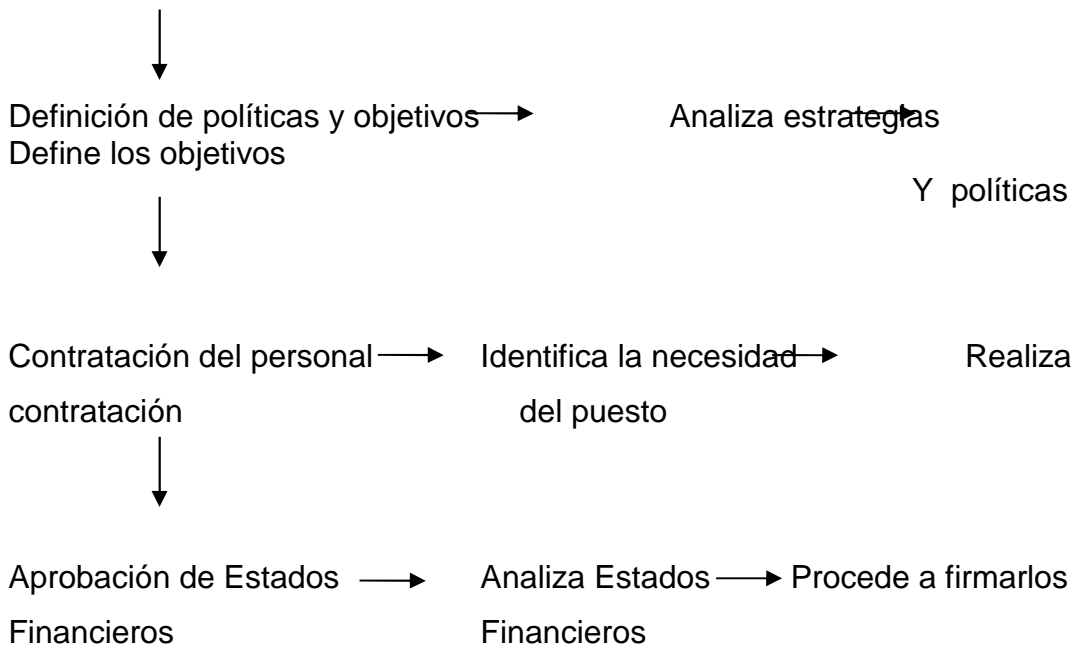 Definición de políticas y objetivos Analiza estrategias
Define los objetivos
Y políticas
Contratación del personal Identifica la necesidad Realiza
contratación del puesto
Aprobación de Estados Analiza Estados Procede a firmarlos
Financieros Financieros